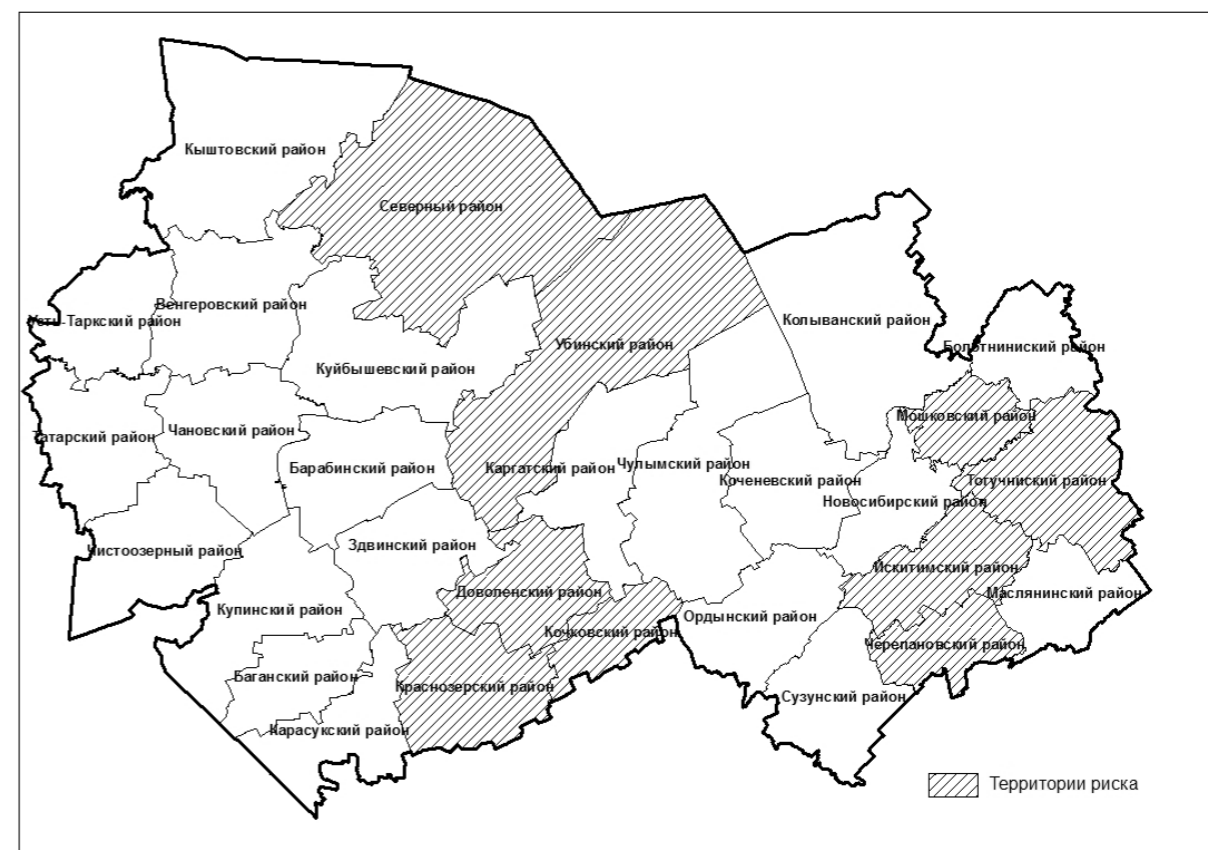 Кыштовский район
Северный район
Венгеровский район
Усть-Таркский район
Колыванский район
Убинский район
Болотниниский район
Куйбышевский район
Мошковский район
Татарский район
Чановский район
Барабинский район
Каргатский район
Чулымский район
Коченевский район
Тогучниский район
Новосибирский район
Чистоозерный район
Здвинский район
Искитимский район
Доволенский район
Маслянинский район
Купинский район
Ордынский район
Кочковский район
Черепановский район
Баганский район
Краснозерский район
Сузунский район
Карасукский район
Территории риска